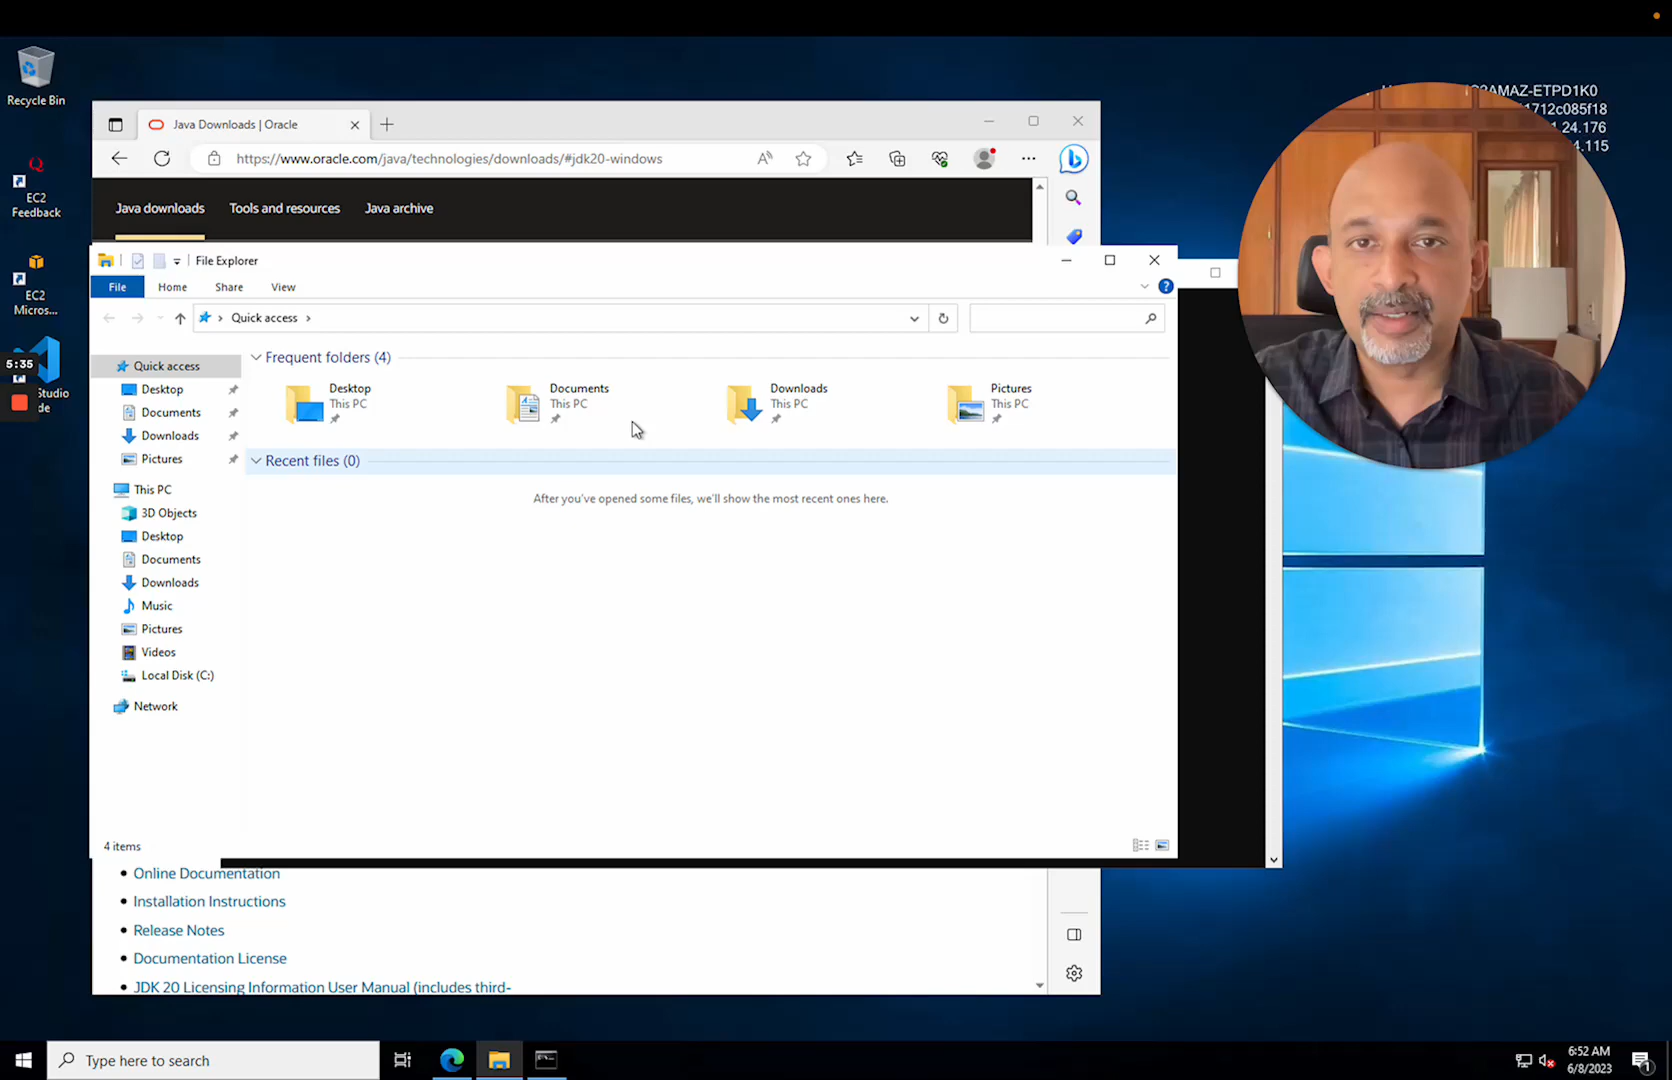 Recycle Bin
EC2
Feedback
EC2
Micros...
5:35
Studio
de
C2AMAZ-ETPD1K0
1712c085f18
.24.176
.115
Java Downloads | Oracle
https://www.oracle.com/java/technologies/downloads/#jdk20-windows
Java downloads
Tools and resources
Java archive
File Explorer
File
Home
Share
View
Quick access
Quick access
Desktop
Documents
Downloads
Pictures
This PC
3D Objects
Desktop
Documents
Downloads
Music
Pictures
Videos
Local Disk (C:)
Network
Frequent folders (4)
Desktop
This PC
Documents
This PC
Downloads
This PC
Pictures
This PC
Recent files (0)
After you've opened some files, we'll show the most recent ones here.
4 items
Online Documentation
Installation Instructions
Release Notes
Documentation License
JDK 20 Licensing Information User Manual (includes third-
Type here to search
6:52 AM
6/8/2023
1